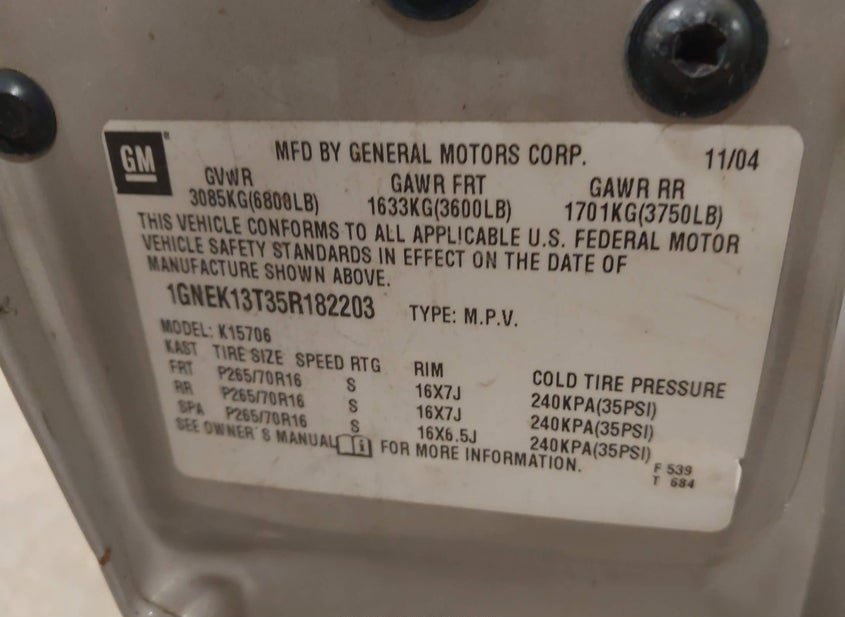 GM ®
MFD BY GENERAL MOTORS CORP. 11/04
GVWR GAWR FRT GAWR RR
3085KG(6800LB) 1633KG(3600LB) 1701KG(3750LB)
THIS VEHICLE CONFORMS TO ALL APPLICABLE U.S. FEDERAL MOTOR
VEHICLE SAFETY STANDARDS IN EFFECT ON THE DATE OF
MANUFACTURE SHOWN ABOVE.
1GNEK13T35R182203 TYPE: M.P.V.
MODEL: K15706
KAST TIRE SIZE SPEED RTG RIM COLD TIRE PRESSURE
FRT P265/70R16 S 16X7J 240KPA(35PSI)
RR P265/70R16 S 16X7J 240KPA(35PSI)
SPA P265/70R16 S 16X6.5J 240KPA(35PSI)
SEE OWNER'S MANUAL FOR MORE INFORMATION.
F 539
T 684